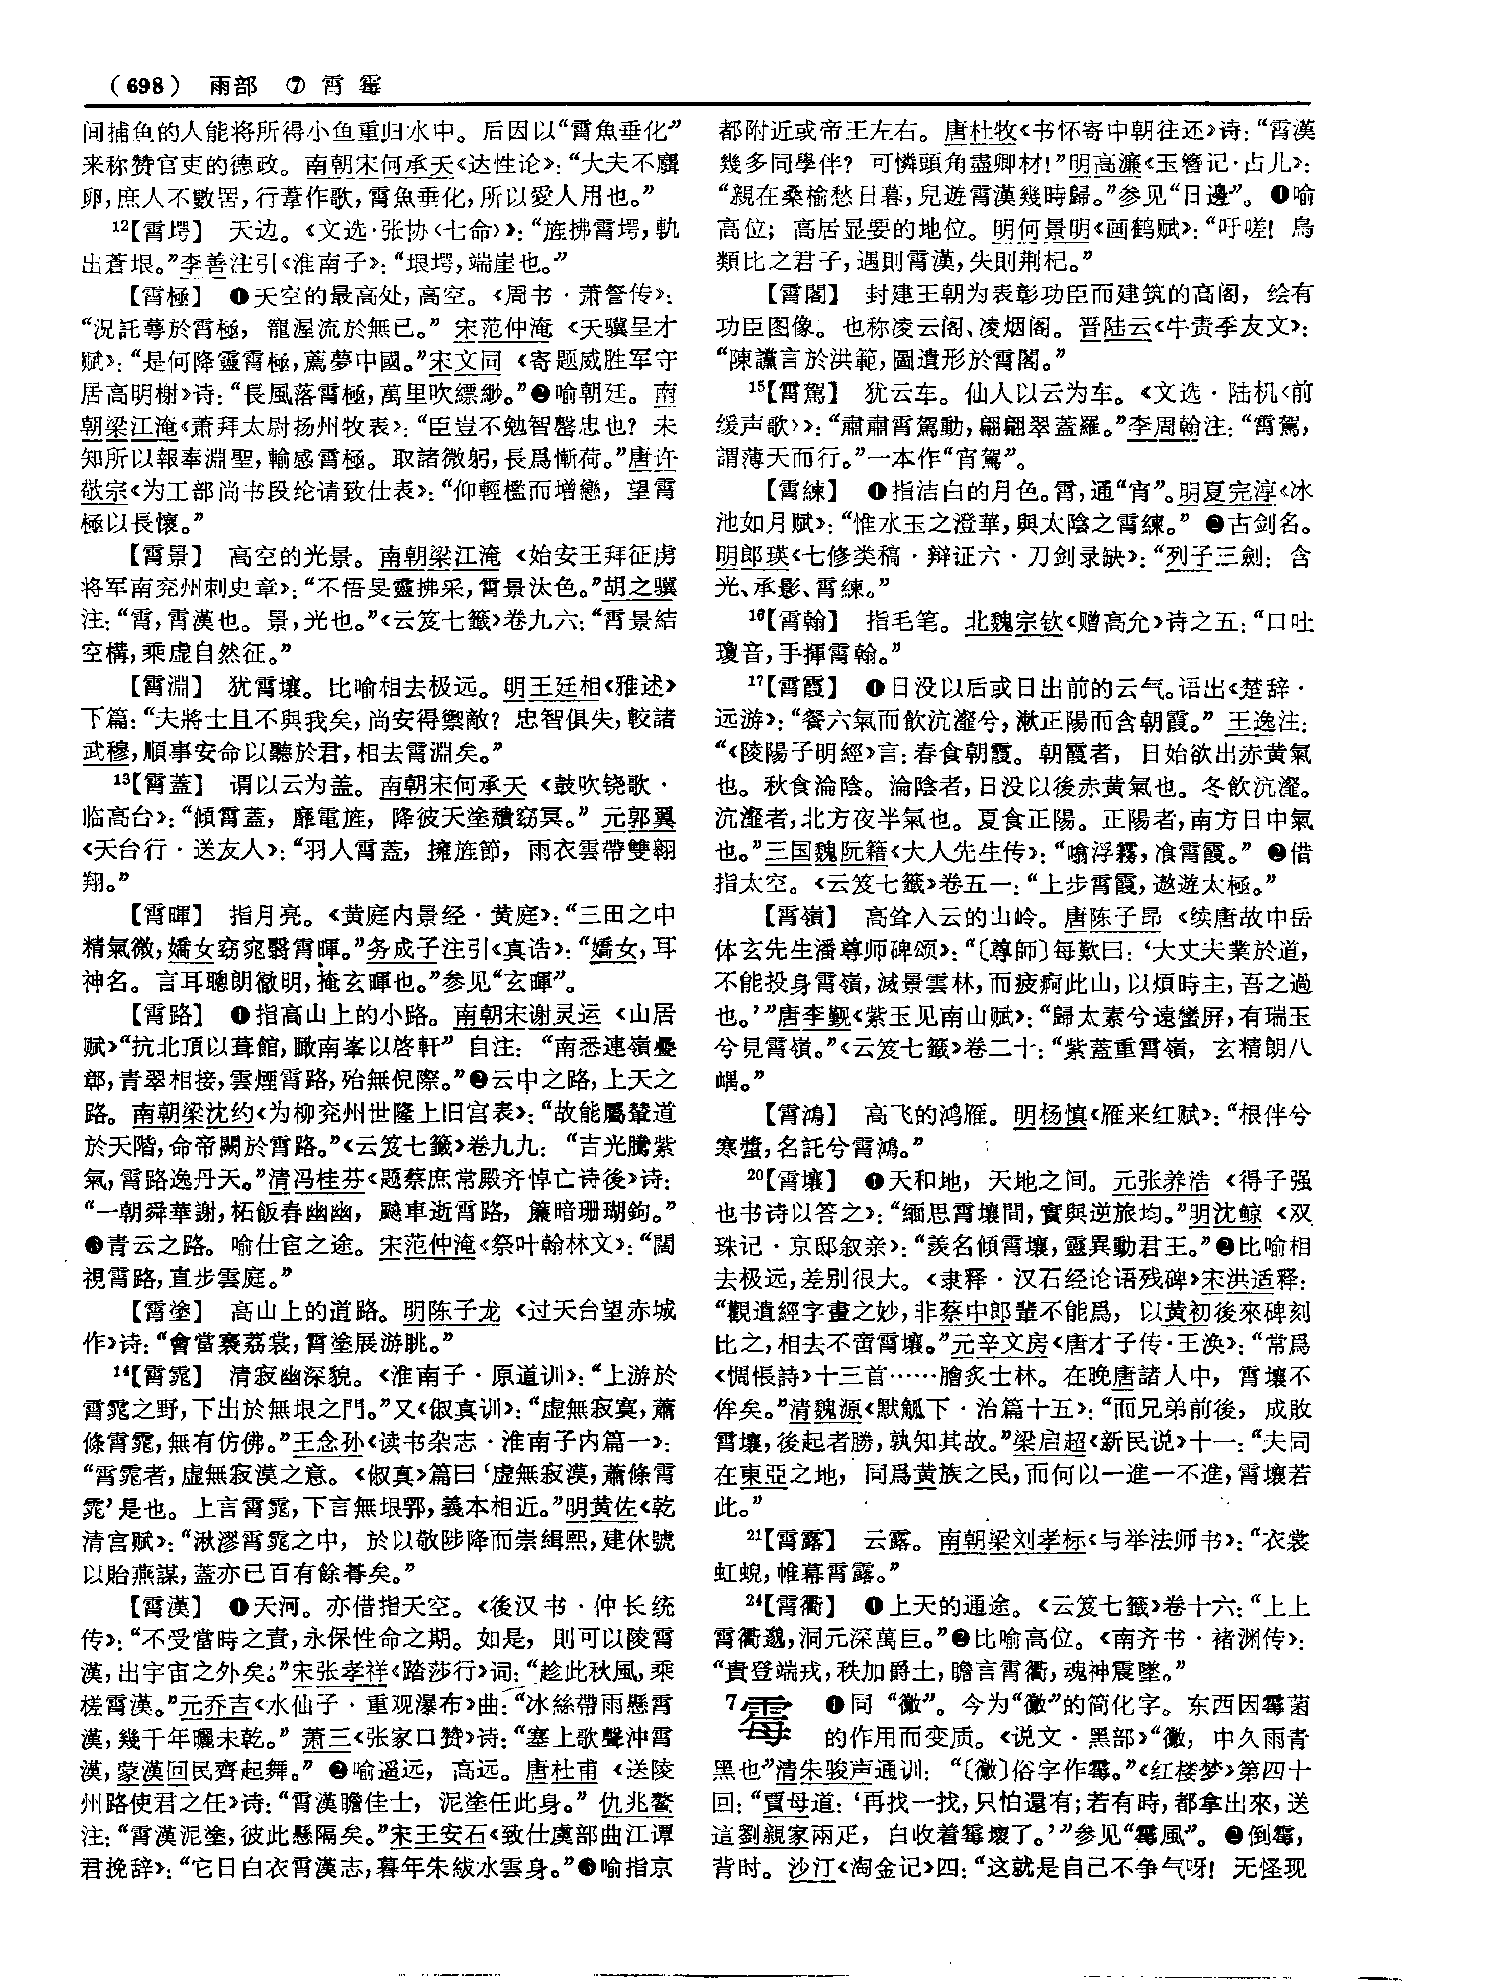 （698） 雨部 ⑦ 霄 霉
间捕鱼的人能将所得小鱼重归水中。后因以“霄魚垂化”
来称赞官吏的德政。南朝宋何承天《达性论》：“大夫不麛
卵，庶人不數罟，行葦作歌，霄魚垂化，所以愛人用也。”
12【霄堮】 天边。《文选·张协〈七命〉》：“旌拂霄堮，軌
出蒼垠。”李善注引《淮南子》：“垠堮，端崖也。”
【霄極】 ❶天空的最高处，高空。《周书·萧詧传》：
“況託蓴於霄極，寵渥流於無已。” 宋范仲淹《天骥呈才
赋》：“是何降靈霄極，薦夢中國。”宋文同《寄题威胜军守
居高明榭》诗：“長風落霄極，萬里吹縹緲。”❷喻朝廷。南
朝梁江淹《萧拜太尉扬州牧表》：“臣豈不勉智罄忠也？未
知所以報奉淵聖，輸感霄極。取諸微躬，長爲慚荷。”唐许
敬宗《为工部尚书段纶请致仕表》：“仰輕檻而增戀，望霄
極以長懷。”
【霄景】 高空的光景。南朝梁江淹《始安王拜征虏
将军南兖州刺史章》：“不悟旻靈拂采，霄景汰色。”胡之骥
注：“霄，霄漢也。景，光也。”《云笈七籤》卷九六：“霄景結
空構，乘虚自然征。”
【霄淵】 犹霄壤。比喻相去极远。明王廷相《雅述》
下篇：“夫將士且不與我矣，尚安得禦敵？忠智俱失，較諸
武穆，順事安命以聽於君，相去霄淵矣。”
13【霄蓋】 谓以云为盖。南朝宋何承天《鼓吹铙歌·
临高台》：“傾霄蓋，靡電旌，降彼天塗穨窈冥。” 元郭翼
《天台行·送友人》：“羽人霄蓋，擁旌節，雨衣雲帶雙翱
翔。”
【霄暉】 指月亮。《黄庭内景经·黄庭》：“三田之中
精氣微，嬌女窈窕翳霄暉。”务成子注引《真诰》：“嬌女，耳
神名。言耳聰朗徹明，掩玄暉也。”参见“玄暉”。
【霄路】 ❶指高山上的小路。南朝宋谢灵运《山居
赋》“抗北頂以葺館，瞰南峯以啓軒” 自注：“南悉連嶺疊
鄣，青翠相接，雲煙霄路，殆無倪際。”❷云中之路，上天之
路。南朝梁沈约《为柳兖州世隆上旧宫表》：“故能屬輦道
於天階，命帝闕於霄路。”《云笈七籤》卷九九：“吉光騰紫
氣，霄路逸丹天。”清冯桂芬《题蔡庶常殿齐悼亡诗後》诗：
“一朝舜華謝，柘飯春幽幽，飈車逝霄路，簾暗珊瑚鉤。”
❸青云之路。喻仕宦之途。宋范仲淹《祭叶翰林文》：“闊
視霄路，直步雲庭。”
【霄塗】 高山上的道路。明陈子龙《过天台望赤城
作》诗：“會當褰荔裳，霄塗展游眺。”
14【霄霓】 清寂幽深貌。《淮南子·原道训》：“上游於
霄霓之野，下出於無垠之門。”又《俶真训》：“虚無寂寞，蕭
條霄霓，無有仿佛。”王念孙《读书杂志·淮南子内篇一》：
“霄霓者，虚無寂漠之意。《俶真》篇曰‘虚無寂漠，蕭條霄
霓’是也。上言霄霓，下言無垠鄂，義本相近。”明黄佐《乾
清宫赋》：“湫漻霄霓之中，於以敬陟降而崇緝熙，建休號
以貽燕謀，蓋亦已百有餘朞矣。”
【霄漢】 ❶天河。亦借指天空。《後汉书·仲长统
传》：“不受當時之責，永保性命之期。如是，則可以陵霄
漢，出宇宙之外矣。”宋张孝祥《踏莎行》词：“趁此秋風，乘
槎霄漢。”元乔吉《水仙子·重观瀑布》曲：“冰絲帶雨懸霄
漢，幾千年曬未乾。” 萧三《张家口赞》诗：“塞上歌聲沖霄
漢，蒙漢回民齊起舞。” ❷喻遥远，高远。唐杜甫《送陵
州路使君之任》诗：“霄漢瞻佳士，泥塗任此身。” 仇兆鳌
注：“霄漢泥塗，彼此懸隔矣。”宋王安石《致仕虞部曲江谭
君挽辞》：“它日白衣霄漢志，暮年朱紱水雲身。”❸喻指京
都附近或帝王左右。唐杜牧《书怀寄中朝往还》诗：“霄漢
幾多同學伴？可憐頭角盡卿材！”明高濂《玉簪记·占儿》：
“親在桑榆愁日暮，兒遊霄漢幾時歸。”参见“日邊”。❹喻
高位；高居显要的地位。明何景明《画鹤赋》：“吁嗟！鳥
類比之君子，遇則霄漢，失則荆杞。”
【霄閣】 封建王朝为表彰功臣而建筑的高阁，绘有
功臣图像。也称凌云阁、凌烟阁。晋陆云《牛责季友文》：
“陳讜言於洪範，圖遺形於霄閣。”
15【霄駕】 犹云车。仙人以云为车。《文选·陆机〈前
缓声歌〉》：“肅肅霄駕動，翩翩翠蓋羅。”李周翰注：“霄駕，
謂薄天而行。”一本作“宵駕”。
【霄練】 ❶指洁白的月色。霄，通“宵”。明夏完淳《冰
池如月赋》：“惟水玉之澄華，與太陰之霄練。” ❷古剑名。
明郎瑛《七修类稿·辩证六·刀剑录缺》：“列子三劍：含
光、承影、霄練。”
16【霄翰】 指毛笔。北魏宗钦《赠高允》诗之五：“口吐
瓊音，手揮霄翰。”
17【霄霞】 ❶日没以后或日出前的云气。语出《楚辞·
远游》：“餐六氣而飲沆瀣兮，漱正陽而含朝霞。” 王逸注：
“《陵陽子明經》言：春食朝霞。朝霞者，日始欲出赤黄氣
也。秋食淪陰。淪陰者，日没以後赤黄氣也。冬飲沆瀣。
沆瀣者，北方夜半氣也。夏食正陽。正陽者，南方日中氣
也。”三国魏阮籍《大人先生传》：“噏浮霧，飡霄霞。” ❷借
指太空。《云笈七籤》卷五一：“上步霄霞，遨遊太極。”
【霄嶺】 高耸入云的山岭。唐陈子昂《续唐故中岳
体玄先生潘尊师碑颂》：“〔尊師〕每歎曰：‘大丈夫業於道，
不能投身霄嶺，滅景雲林，而疲痾此山，以煩時主，吾之過
也。’”唐李觐《紫玉见南山赋》：“歸太素兮遠蠻屏，有瑞玉
兮見霄嶺。”《云笈七籤》卷二十：“紫蓋重霄嶺，玄精朗八
嵎。”
【霄鴻】 高飞的鸿雁。明杨慎《雁来红赋》：“根伴兮
寒螿，名託兮霄鴻。”
20【霄壤】 ❶天和地，天地之间。元张养浩《得子强
也书诗以答之》：“緬思霄壤間，實與逆旅均。”明沈鲸《双
珠记·京邸叙亲》：“羨名傾霄壤，靈異動君王。”❷比喻相
去极远，差别很大。《隶释·汉石经论语残碑》宋洪适释：
“觀遺經字畫之妙，非蔡中郎輩不能爲，以黄初後來碑刻
比之，相去不啻霄壤。”元辛文房《唐才子传·王涣》：“常爲
《惆悵詩》十三首……膾炙士林。在晚唐諸人中，霄壤不
侔矣。”清魏源《默觚下·治篇十五》：“而兄弟前後，成敗
霄壤，後起者勝，孰知其故。”梁启超《新民说》十一：“夫同
在東亞之地，同爲黄族之民，而何以一進一不進，霄壤若
此。”
21【霄露】 云露。南朝梁刘孝标《与举法师书》：“衣裳
虹蜺，帷幕霄露。”
24【霄衢】 ❶上天的通途。《云笈七籤》卷十六：“上上
霄衢邈，洞元深萬巨。”❷比喻高位。《南齐书·褚渊传》：
“貴登端戎，秩加爵土，瞻言霄衢，魂神震墜。”
7霉 ❶同“黴”。今为“黴”的简化字。东西因霉菌
的作用而变质。《说文·黑部》“黴，中久雨青
黑也”清朱骏声通训：“〔黴〕俗字作霉。”《红楼梦》第四十
回：“賈母道：‘再找一找，只怕還有；若有時，都拿出來，送
這劉親家兩疋，白收着霉壞了。’”参见“霉風”。❷倒霉，
背时。沙汀《淘金记》四：“这就是自己不争气呀！无怪现